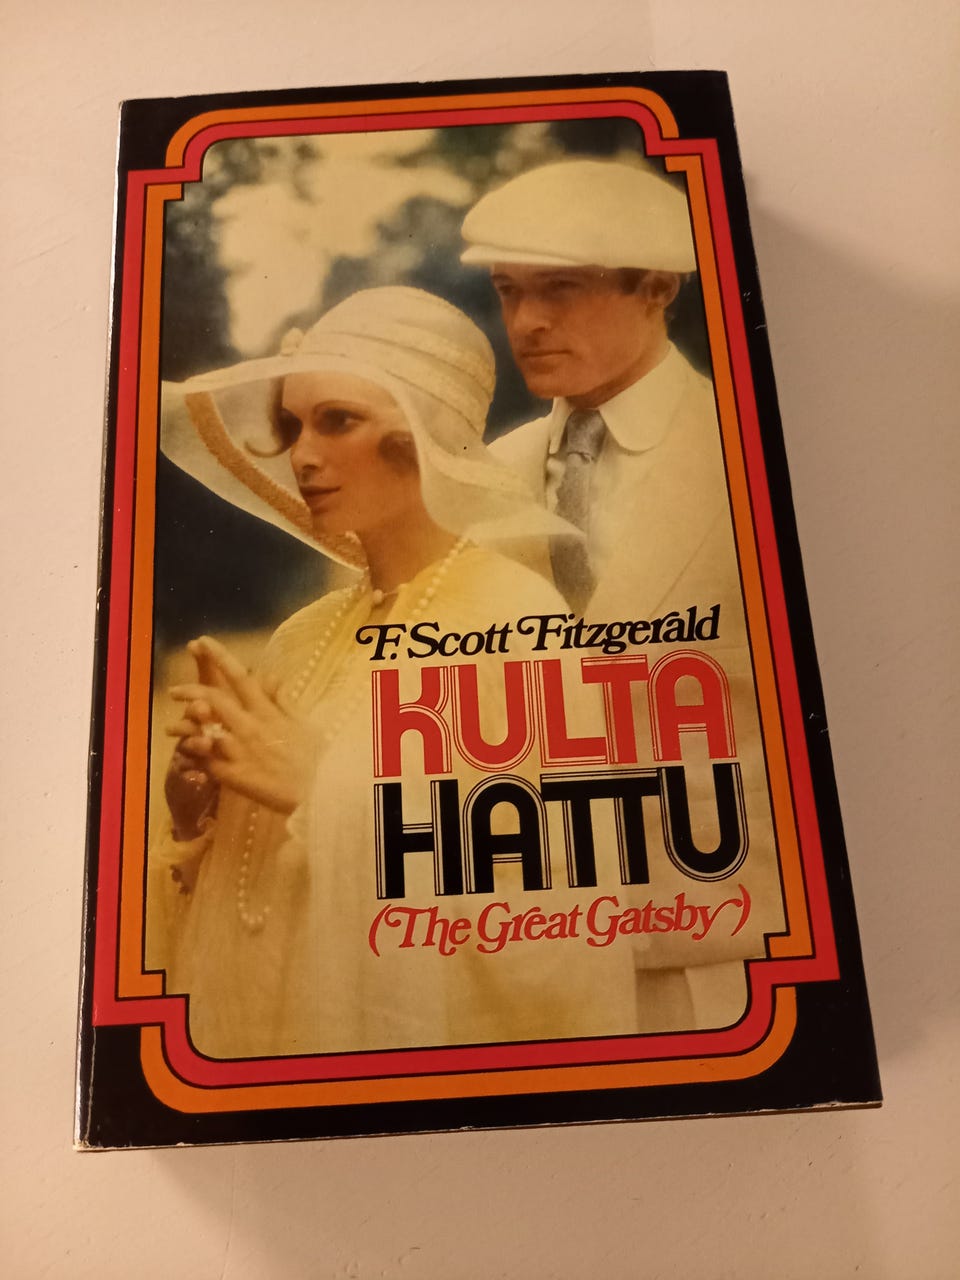 F. Scott Fitzgerald
KULTA
HATTU
(The Great Gatsby)